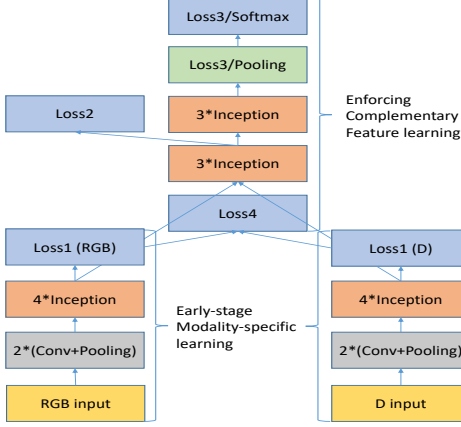 Loss3/Softmax
Loss3/Pooling
3*Inception
Loss2
Enforcing
Complementary
Feature learning
3*Inception
Loss4
Loss1 (RGB)
Loss1 (D)
4*Inception
4*Inception
Early-stage
Modality-specific
learning
2*(Conv+Pooling)
2*(Conv+Pooling)
RGB input
D input